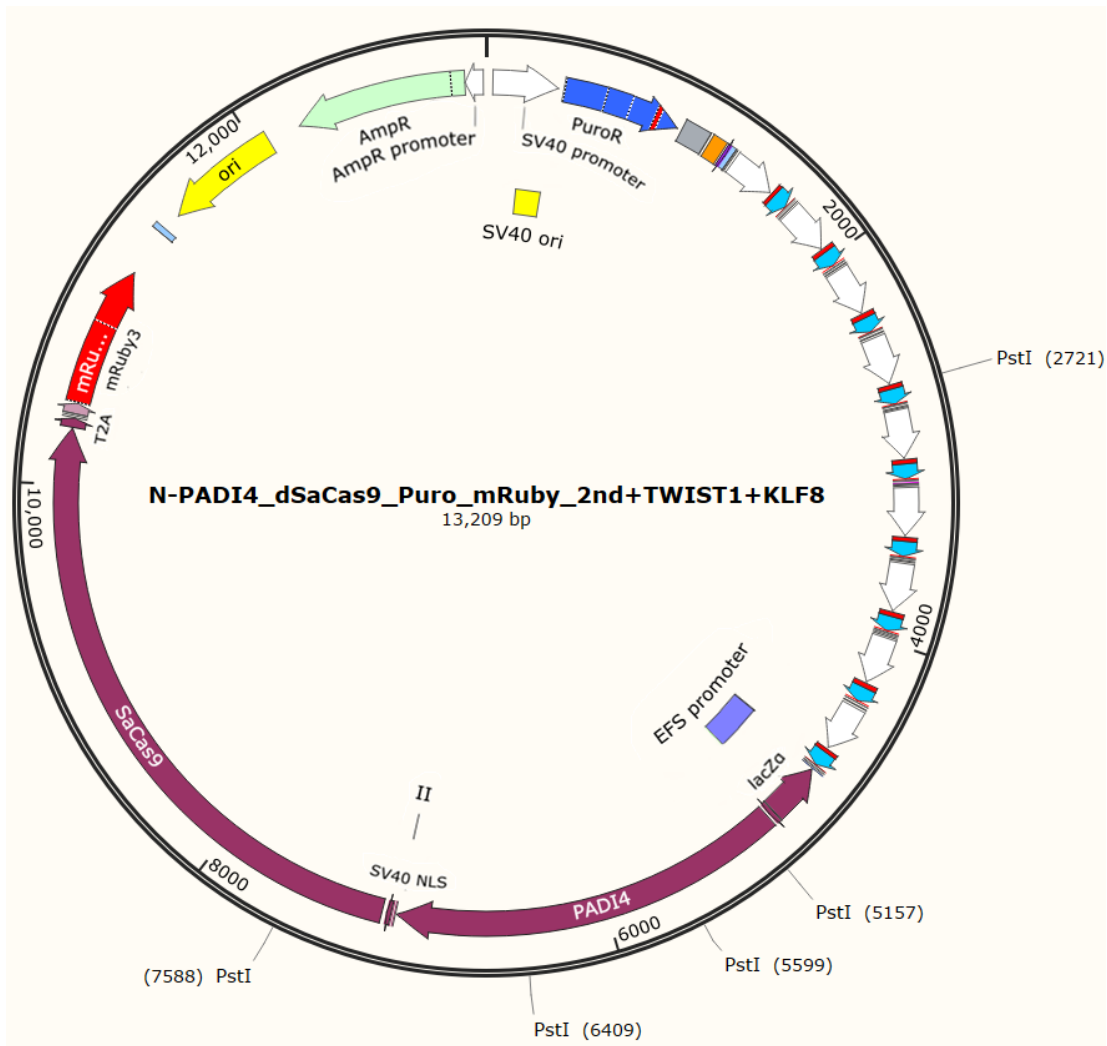 12,000
AmpR
AmpR promoter
ori
SV40 promoter
PuroR
SV40 ori
2000
PstI (2721)
mRu...
mRuby3
T2A
10,000
N-PADI4_dSaCas9_Puro_mRuby_2nd+TWIST1+KLF8
13,209 bp
4000
EFS promoter
lacZα
SaCas9
II
SV40 NLS
8000
PADI4
6000
PstI (5157)
PstI (5599)
(7588) PstI
PstI (6409)